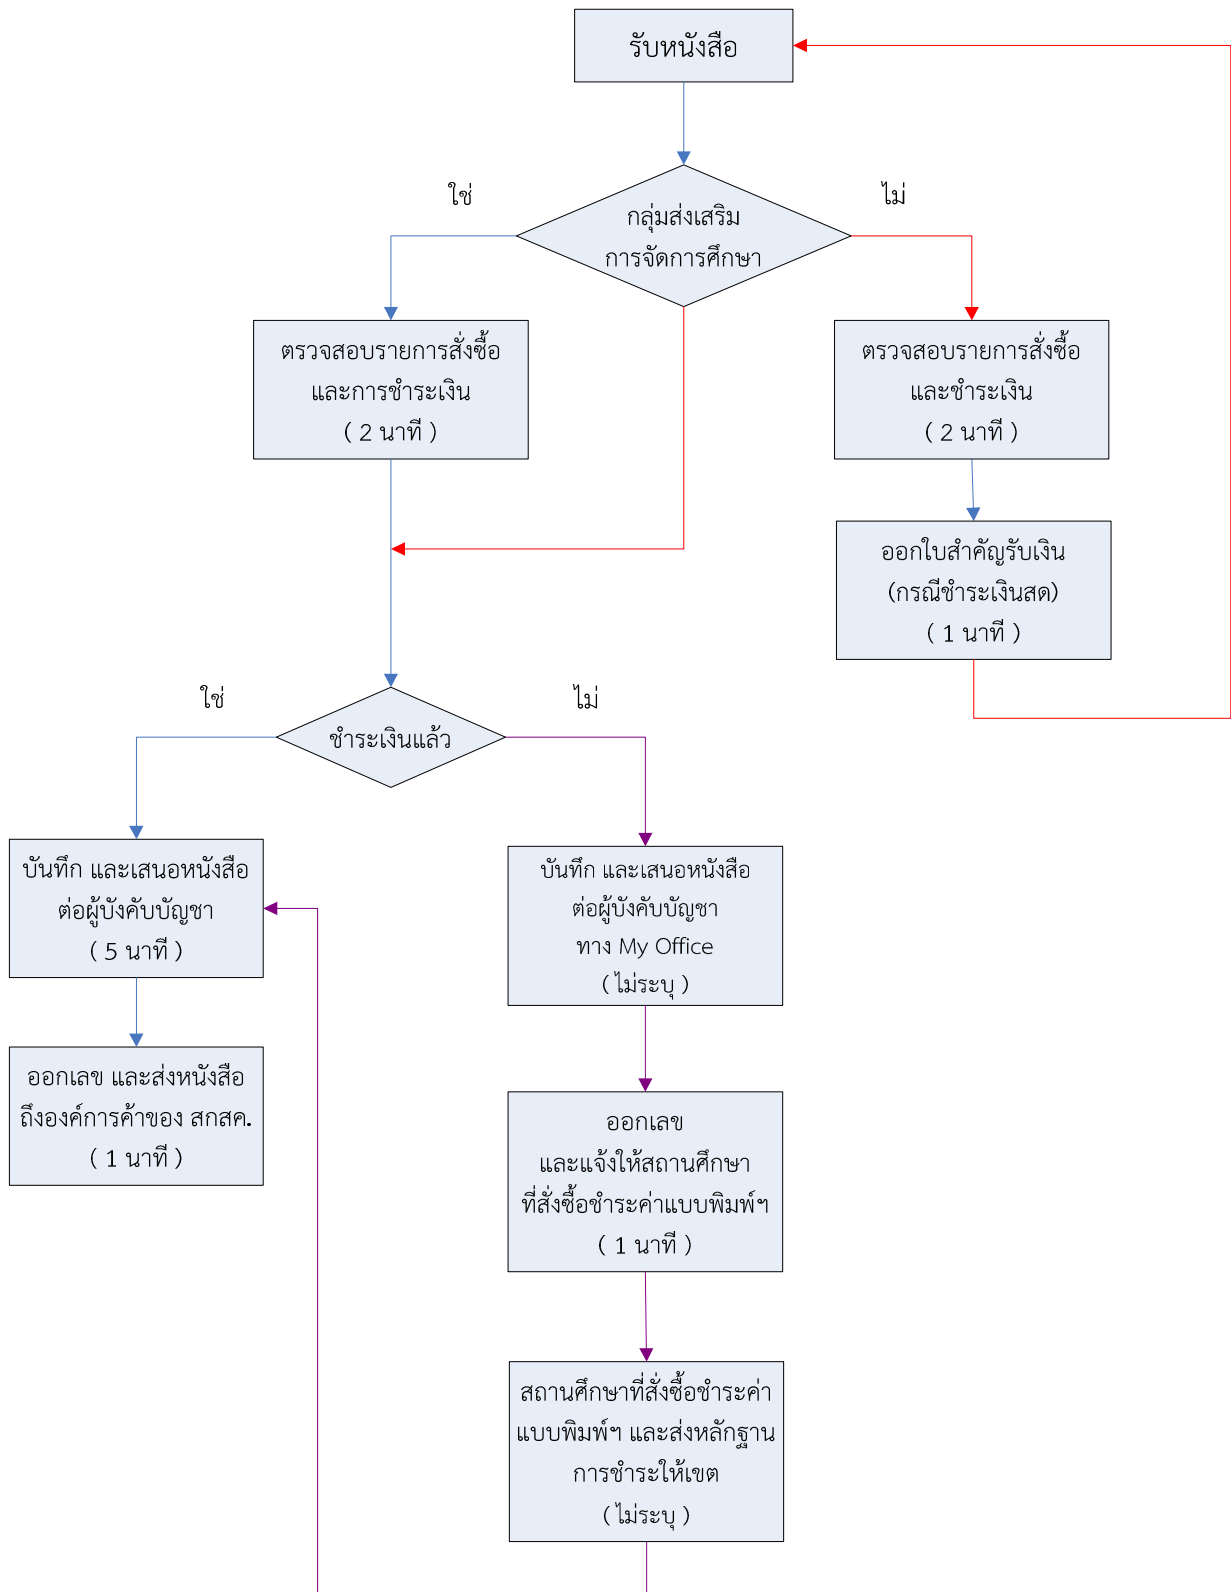 รับหนังสือ
ใช่
ไม่
กลุ่มส่งเสริม
การจัดการศึกษา
ตรวจสอบรายการสั่งซื้อ
และการชำระเงิน
( 2 นาที )
ตรวจสอบรายการสั่งซื้อ
และชำระเงิน
( 2 นาที )
ออกใบสำคัญรับเงิน
(กรณีชำระเงินสด)
( 1 นาที )
ใช่
ไม่
ชำระเงินแล้ว
บันทึก และเสนอหนังสือ
ต่อผู้บังคับบัญชา
( 5 นาที )
บันทึก และเสนอหนังสือ
ต่อผู้บังคับบัญชา
ทาง My Office
( ไม่ระบุ )
ออกเลข และส่งหนังสือ
ถึงองค์การค้าของ สกสค.
( 1 นาที )
ออกเลข
และแจ้งให้สถานศึกษา
ที่สั่งซื้อชำระค่าแบบพิมพ์ฯ
( 1 นาที )
สถานศึกษาที่สั่งซื้อชำระค่า
แบบพิมพ์ฯ และส่งหลักฐาน
การชำระให้เขต
( ไม่ระบุ )